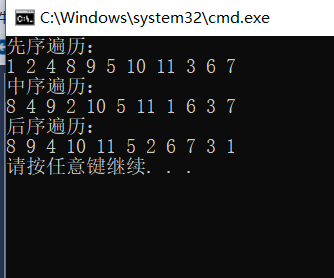 C:\Windows\system32\cmd.exe
先序遍历：
1 2 4 8 9 5 10 11 3 6 7
中序遍历：
8 4 9 2 10 5 11 1 6 3 7
后序遍历：
8 9 4 10 11 5 2 6 7 3 1
请按任意键继续. . .